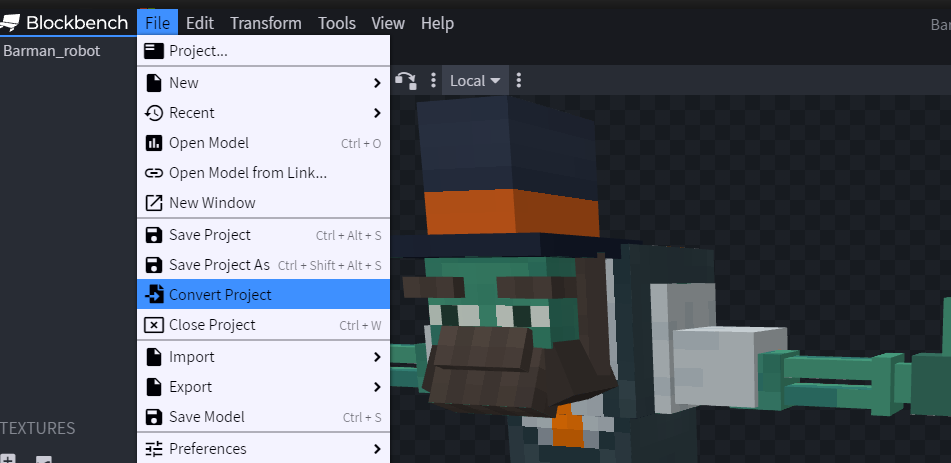 Blockbench File Edit Transform Tools View Help
Barman_robot
Project...
New
Recent
Open Model Ctrl + O
Open Model from Link...
New Window
Save Project Ctrl + Alt + S
Save Project As Ctrl + Shift + Alt + S
Convert Project
Close Project Ctrl + W
Import
Export
Save Model Ctrl + S
Preferences
Local
TEXTURES